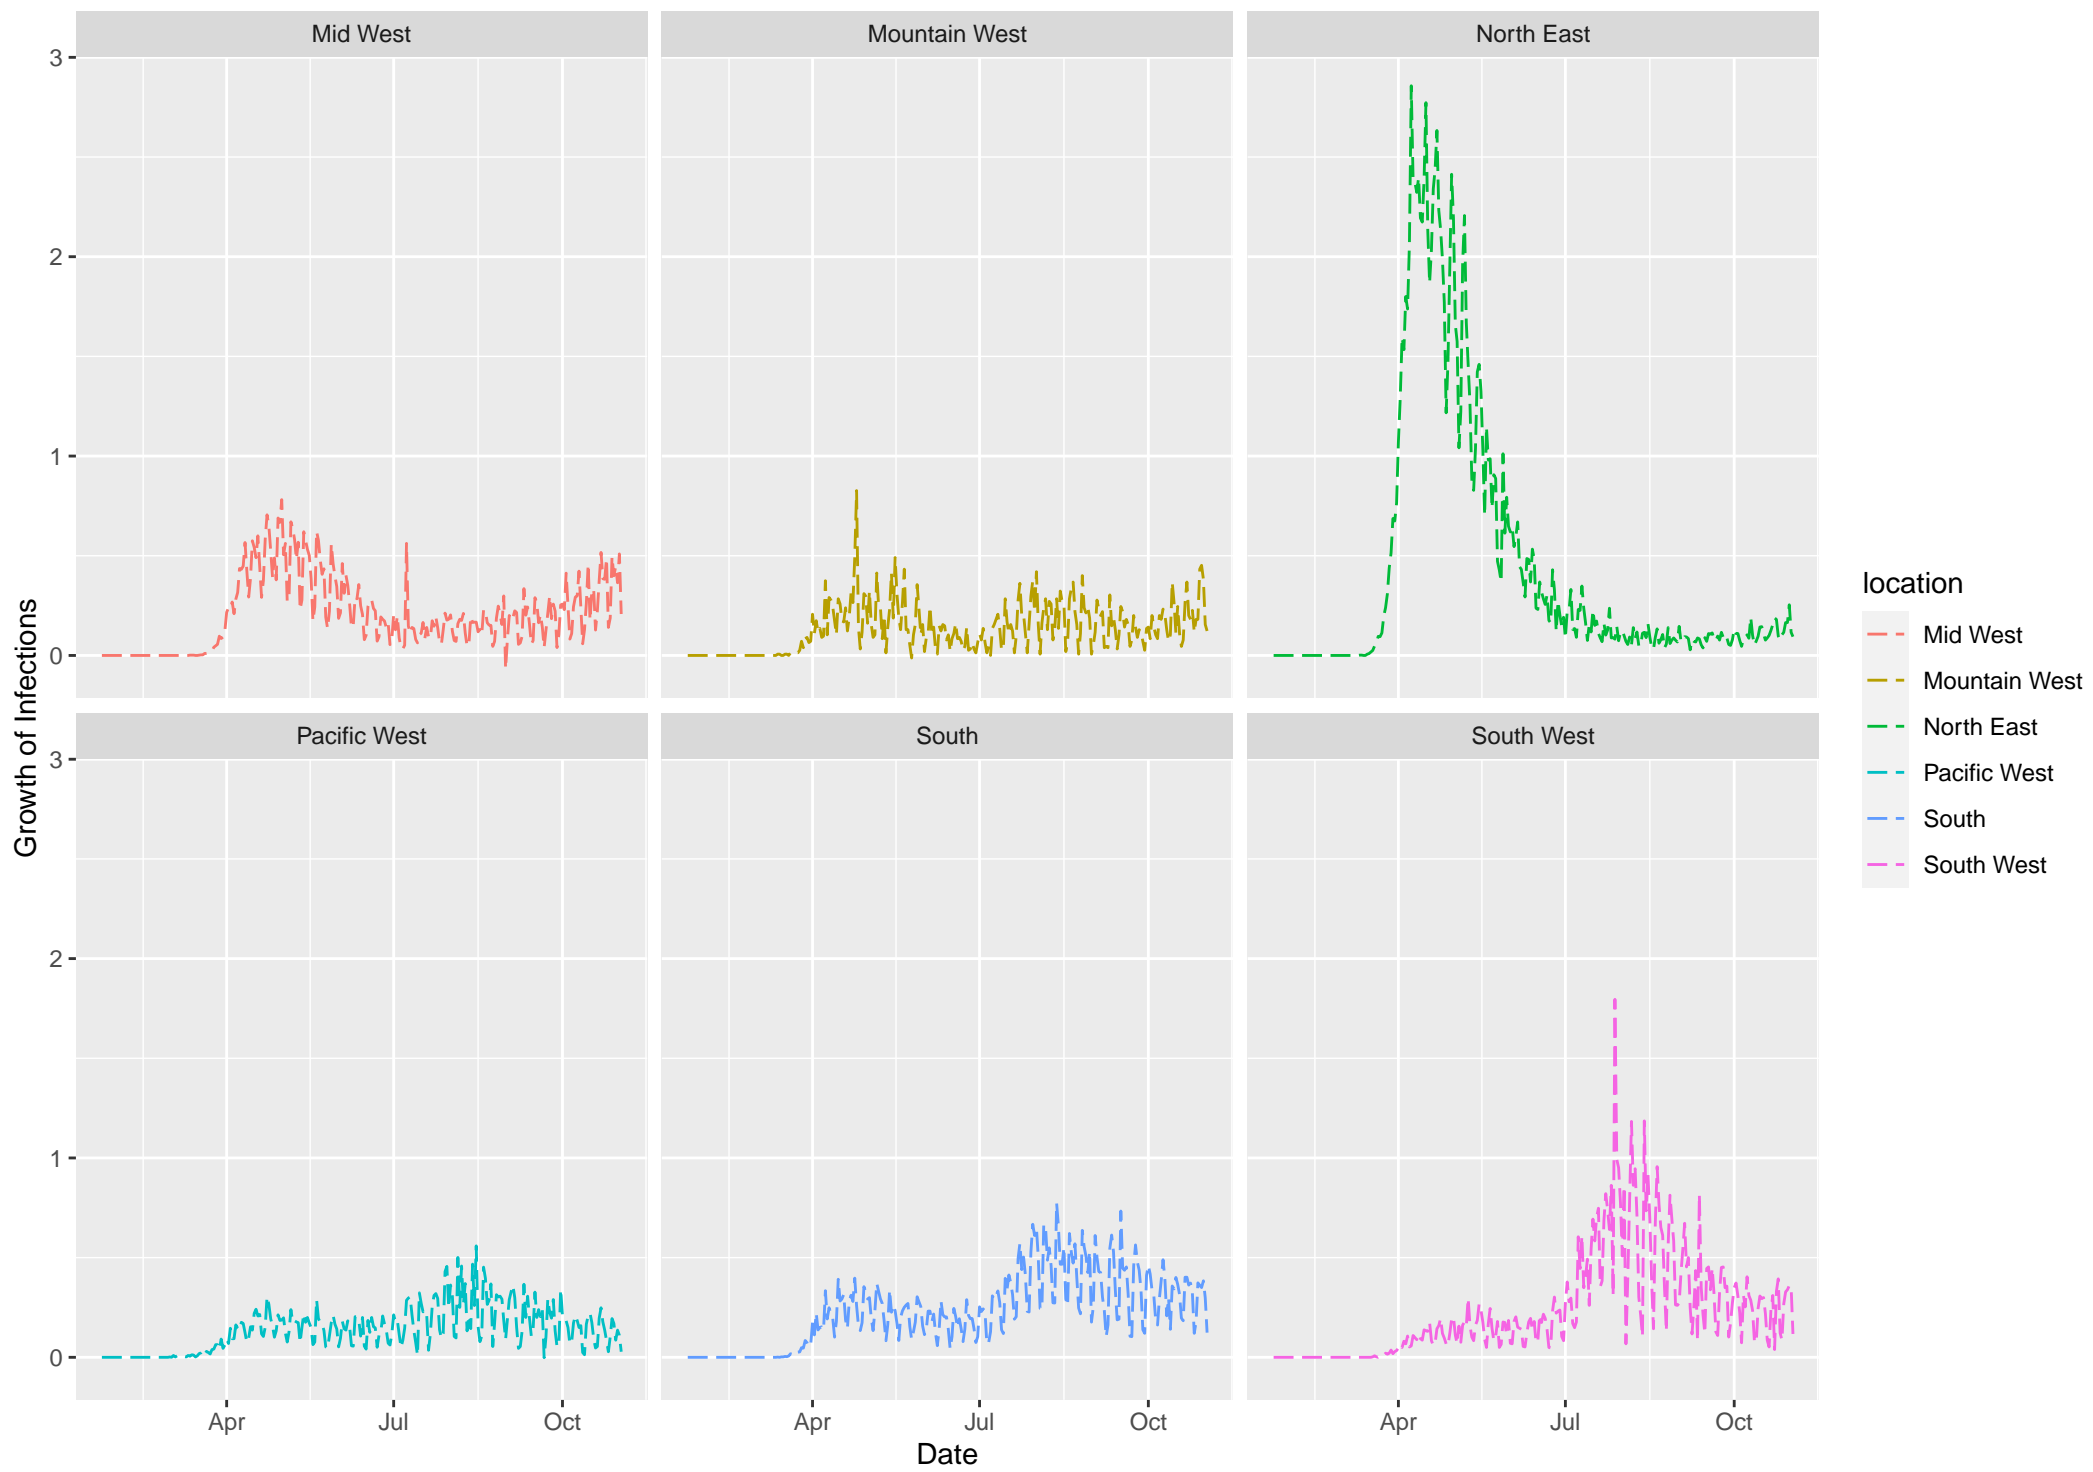 Mid West
Mountain West
North East
3
2
1
0
Pacific West
South
South West
3
2
1
0
Apr
Jul
Oct
Apr
Jul
Oct
Apr
Jul
Oct
Date
Growth of Infections
location
Mid West
Mountain West
North East
Pacific West
South
South West